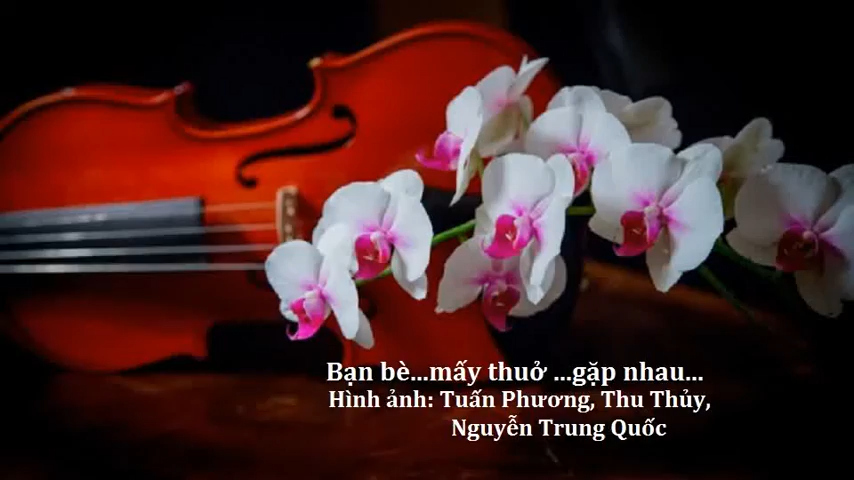 Bạn bè...mấy thuở ...gặp nhau...
Hình ảnh: Tuấn Phương, Thu Thủy,
Nguyễn Trung Quốc